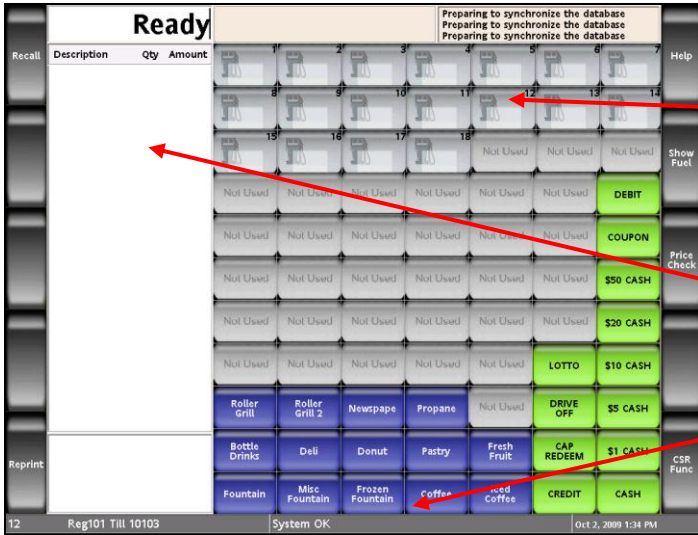 Ready
Preparing to synchronize the database
Preparing to synchronize the database
Preparing to synchronize the database
Recall
Description Qty Amount
Help
1 2 3 4 5 6 7
8 9 10 11 12 13 14
15 16 17 18 Not Used Not Used Not Used
Show
Fuel
Not Used Not Used Not Used Not Used Not Used Not Used DEBIT
Not Used Not Used Not Used Not Used Not Used Not Used COUPON
Price
Check
Not Used Not Used Not Used Not Used Not Used Not Used $50 CASH
Not Used Not Used Not Used Not Used Not Used Not Used $20 CASH
Not Used Not Used Not Used Not Used Not Used LOTTO $10 CASH
Roller
Grill
Roller
Grill 2
Newspape
Propane
Not Used
DRIVE
OFF
$5 CASH
Reprint
Bottle
Drinks
Deli
Donut
Pastry
Fresh
Fruit
CAP
REDEEM
$1 CASH
CSR
Func
Fountain
Misc
Fountain
Frozen
Fountain
Coffee
Iced
Coffee
CREDIT
CASH
12 Reg101 Till 10103 System OK Oct 2, 2009 1:34 PM